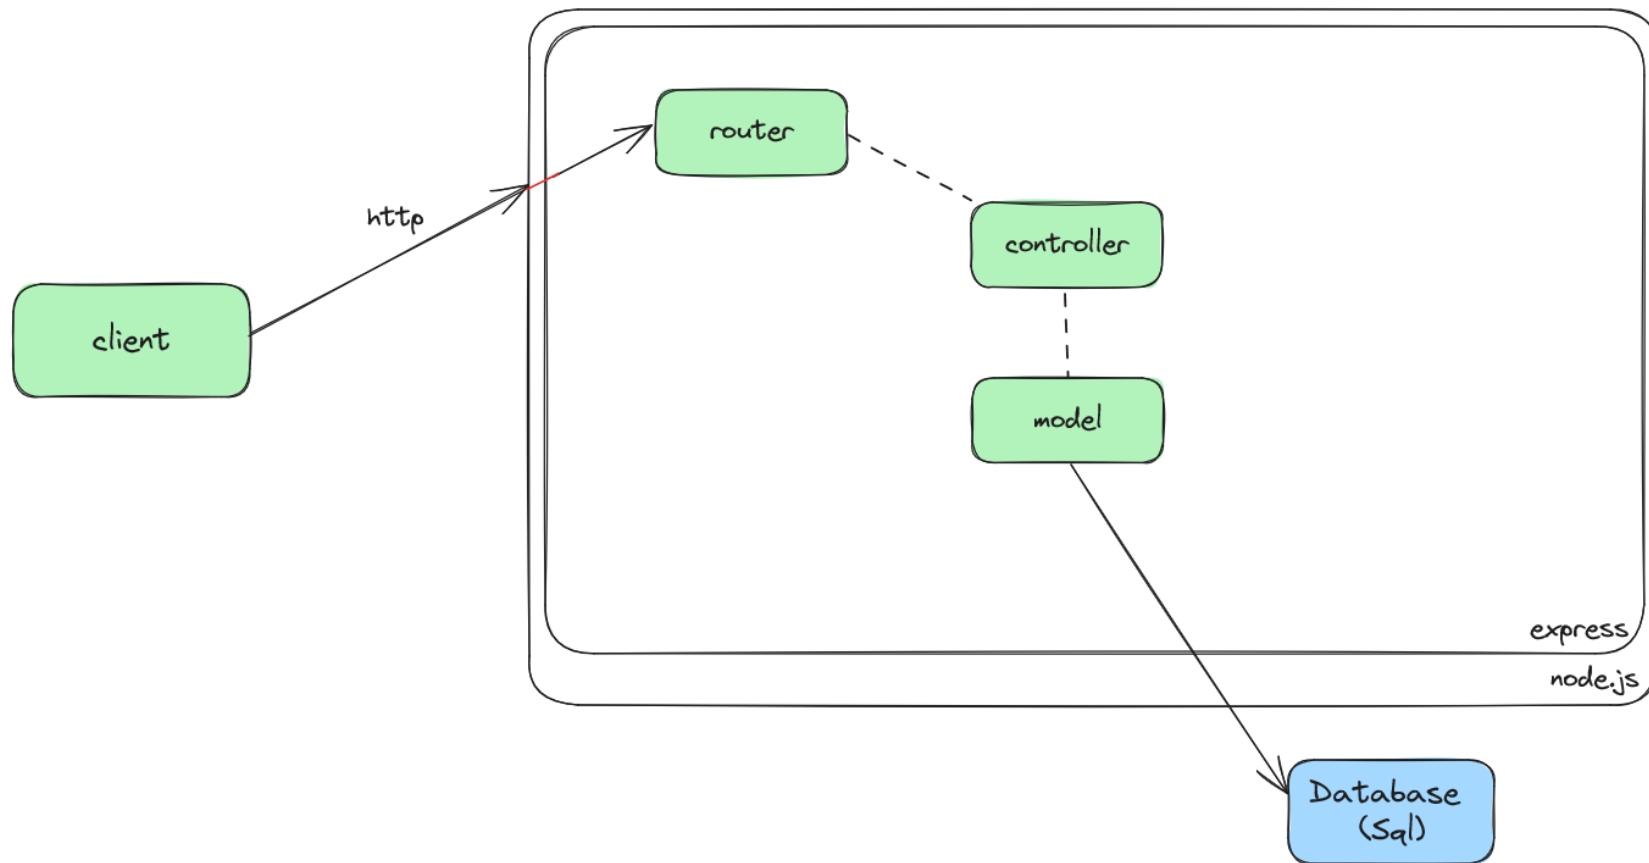 router
http
controller
client
model
express
node.js
Database
(Sql)